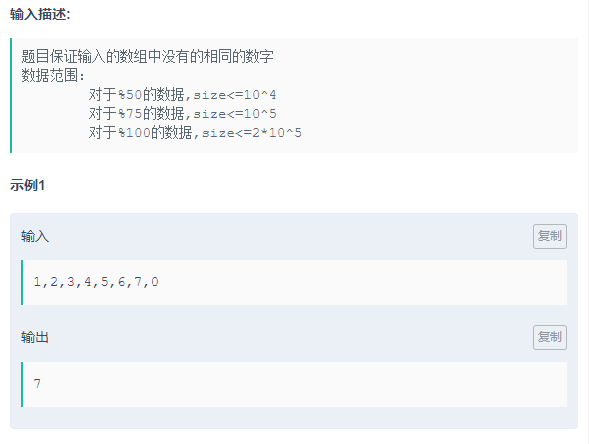 输入描述:
题目保证输入的数组中没有的相同的数字
数据范围：
对于%50的数据,size<=10^4
对于%75的数据,size<=10^5
对于%100的数据,size<=2*10^5
示例1
输入
复制
1,2,3,4,5,6,7,0
输出
复制
7